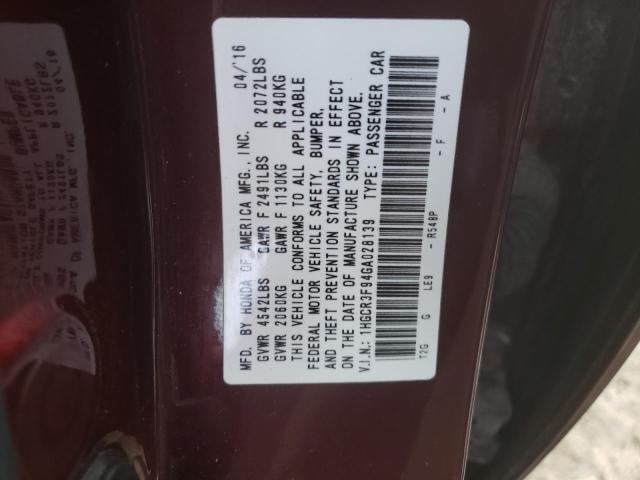 MFD. BY HONDA OF AMERICA MFG., INC. 04/'16
GVWR 4542LBS GAWR F 2491LBS R 2072LBS
GVWR 2060KG GAWR F 1130KG R 940KG
THIS VEHICLE CONFORMS TO ALL APPLICABLE
FEDERAL MOTOR VEHICLE SAFETY, BUMPER,
AND THEFT PREVENTION STANDARDS IN EFFECT
ON THE DATE OF MANUFACTURE SHOWN ABOVE.
V.I.N.: 1HGCR3F94GA028139 TYPE: PASSENGER CAR
T2G G LE9 - R548P - F - A